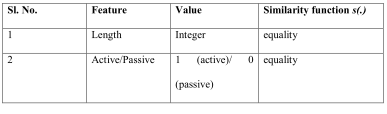 Sl. No. Feature Value Similarity function s(.)
1 Length Integer equality
2 Active/Passive 1 (active)/ 0 equality
(passive)